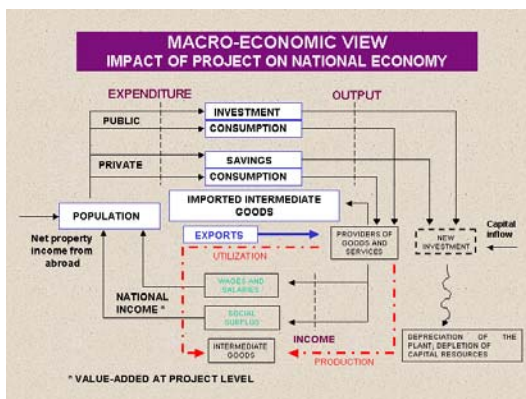 MACRO-ECONOMIC VIEW
IMPACT OF PROJECT ON NATIONAL ECONOMY
EXPENDITURE
OUTPUT
PUBLIC
INVESTMENT
CONSUMPTION
PRIVATE
SAVINGS
CONSUMPTION
IMPORTED INTERMEDIATE
GOODS
POPULATION
EXPORTS
PROVIDERS OF
GOODS AND
SERVICES
NEW
INVESTMENT
Capital
inflow
Net property
income from
abroad
UTILIZATION
WAGES AND
SALARIES
NATIONAL
INCOME *
SOCIAL
SURPLUS
INCOME
INTERMEDIATE
GOODS
PRODUCTION
DEPRECIATION OF THE
PLANT; DEPLETION OF
CAPITAL RESOURCES
* VALUE-ADDED AT PROJECT LEVEL